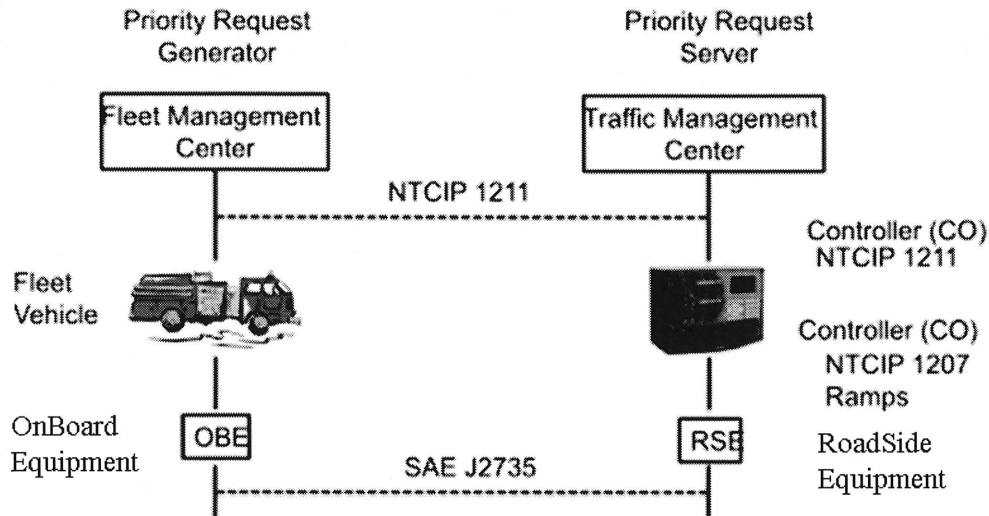 Priority Request
Generator
Priority Request
Server
Fleet Management
Center
Traffic Management
Center
NTCIP 1211
Controller (CO)
NTCIP 1211
Fleet
Vehicle
Controller (CO)
NTCIP 1207
Ramps
OnBoard
Equipment
OBE
RSE
RoadSide
Equipment
SAE J2735